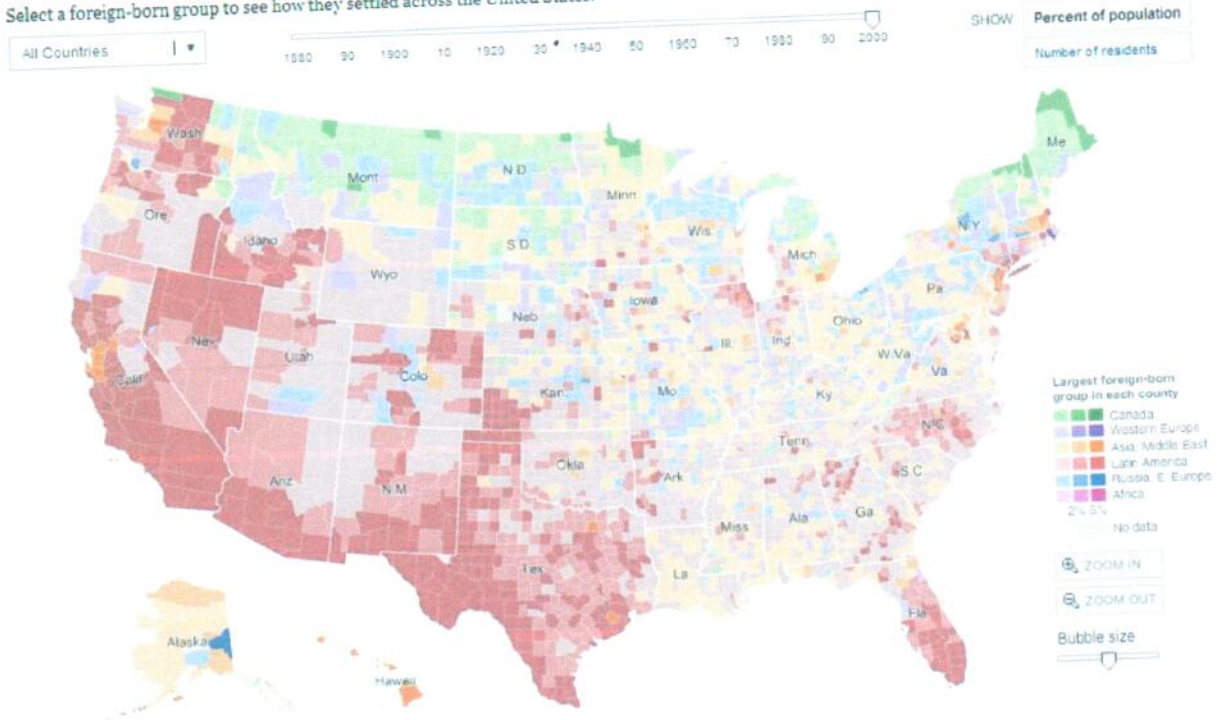 Select a foreign-born group to see how they settled across the United States.
All Countries
1880 90 1900 10 1920 30 1940 50 1960 70 1980 90 2000
SHOW
Percent of population
Number of residents
Wash
Mont
N.D.
Minn
Me
Ore
Idaho
S.D.
Wis
Mich
N.Y
Wyo
Iowa
Pa
Neb
Nev
Utah
Colo
Ill.
Ind.
Ohio
W.Va
Va
Calif
Kan
Mo
Ky
Ariz
N.M.
Okla
Ark
Tenn
N.C
S.C.
Miss
Ala
Ga
Tex
La
Fla
Alaska
Hawaii
Largest foreign-born
group in each county
Canada
Western Europe
Asia, Middle East
Latin America
Russia, E. Europe
Africa
2% 5%
No data
ZOOM IN
ZOOM OUT
Bubble size